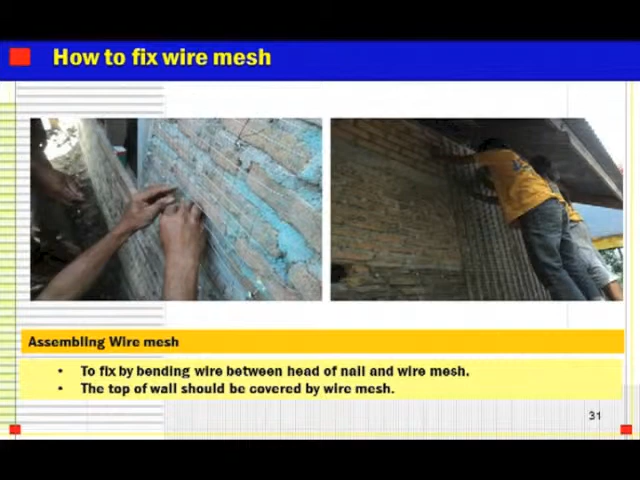 How to fix wire mesh
Assembling Wire mesh
• To fix by bending wire between head of nail and wire mesh.
• The top of wall should be covered by wire mesh.
31